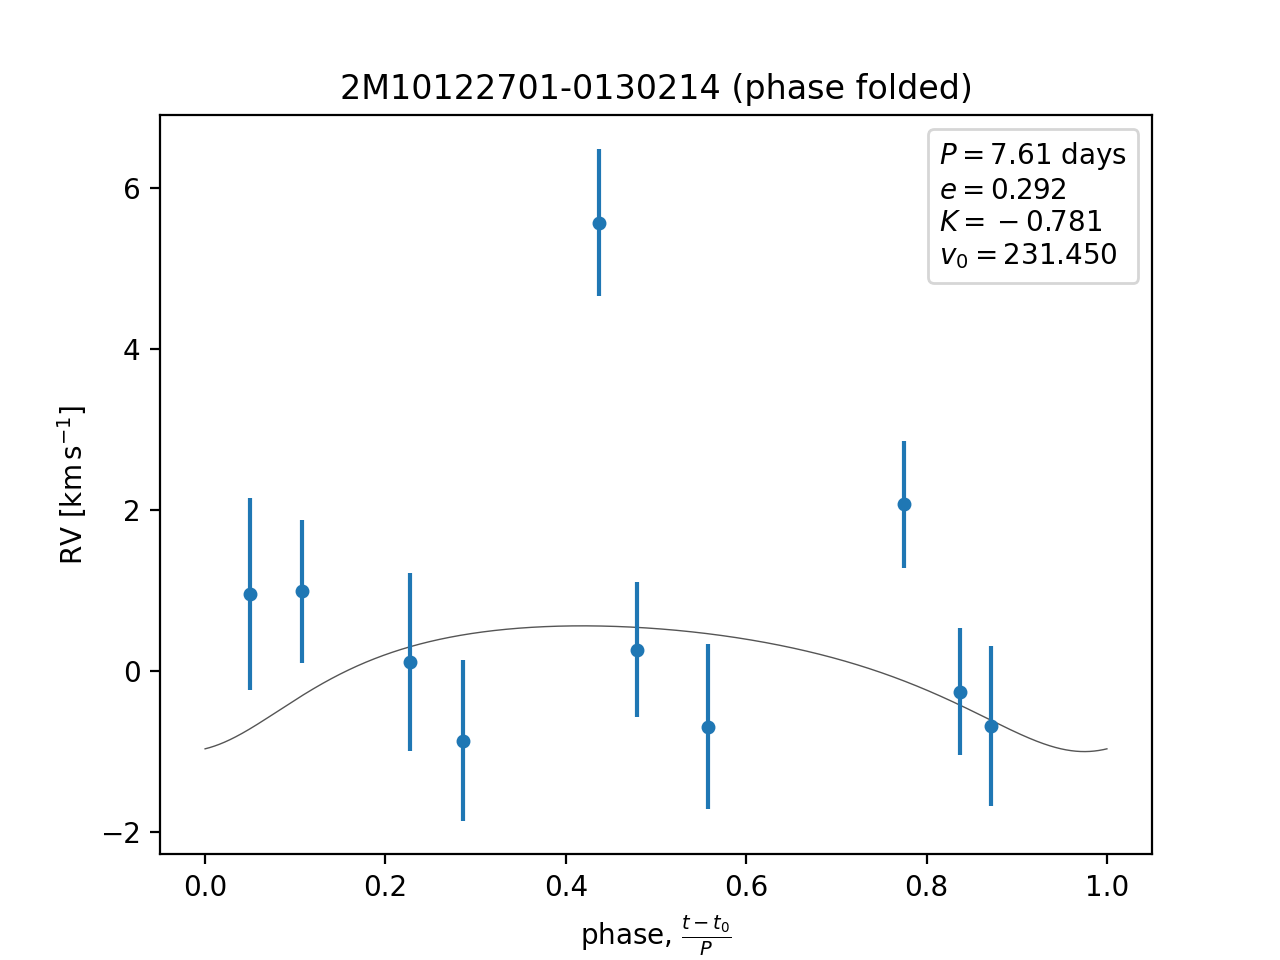 2M10122701-0130214 (phase folded)
P = 7.61 days
e = 0.292
K = −0.781
v₀ = 231.450
RV [km s⁻¹]
6
4
2
0
−2
0.0 0.2 0.4 0.6 0.8 1.0
phase, (t − t₀)/P